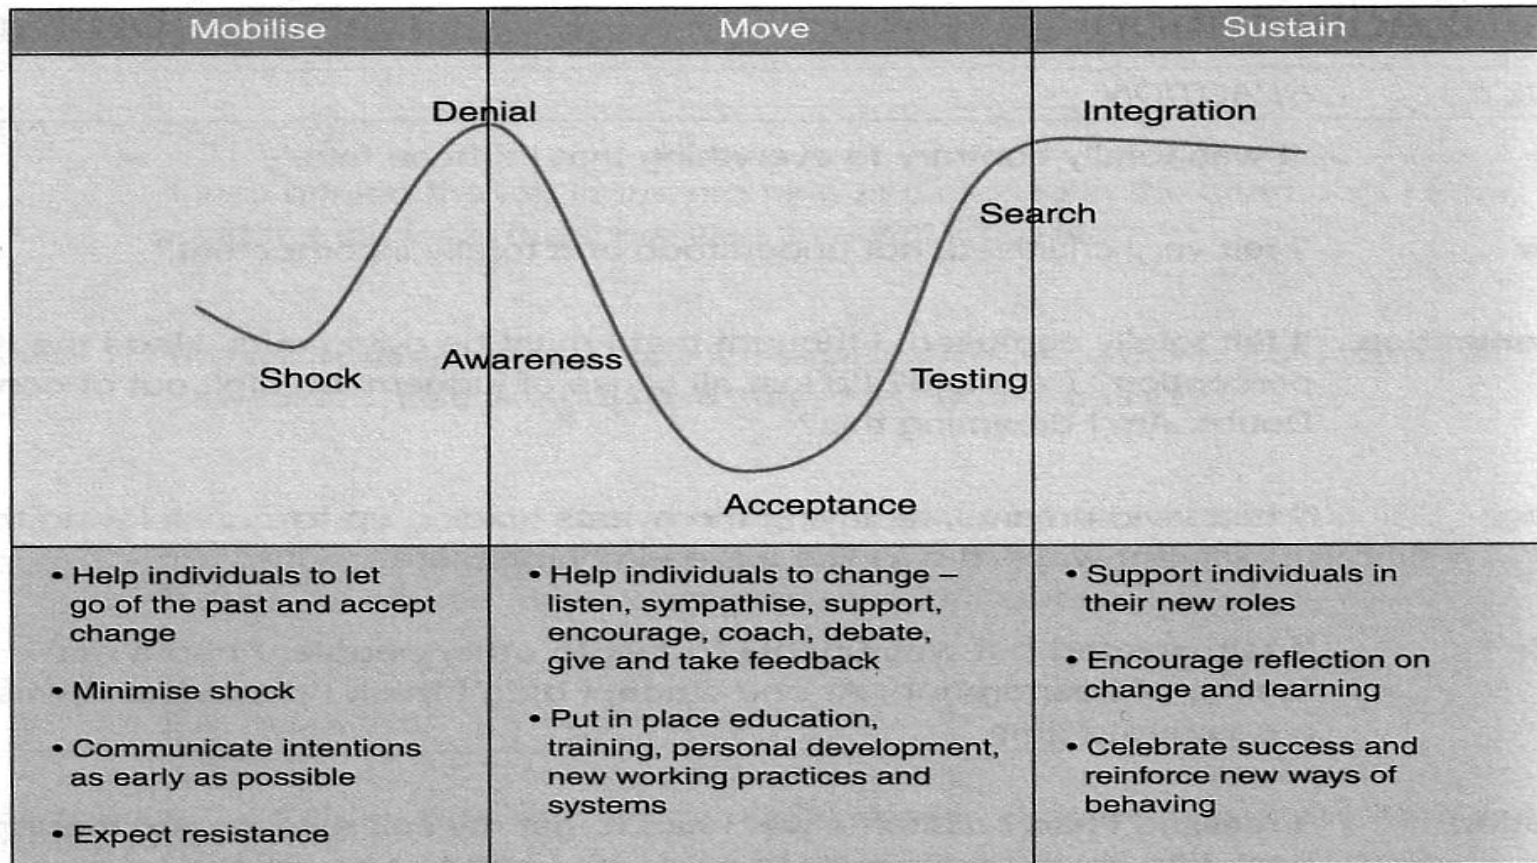 Mobilise
Move
Sustain
Denial
Integration
Search
Awareness
Shock
Testing
Acceptance
• Help individuals to let
go of the past and accept
change
• Minimise shock
• Communicate intentions
as early as possible
• Expect resistance
• Help individuals to change –
listen, sympathise, support,
encourage, coach, debate,
give and take feedback
• Put in place education,
training, personal development,
new working practices and
systems
• Support individuals in
their new roles
• Encourage reflection on
change and learning
• Celebrate success and
reinforce new ways of
behaving